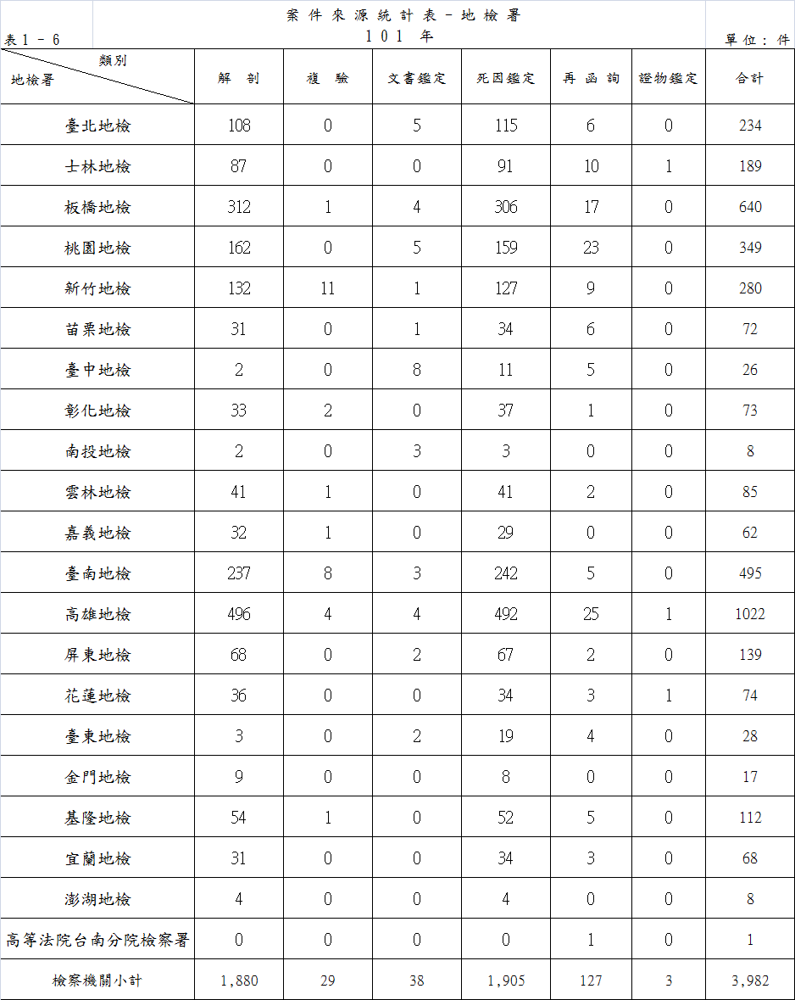 案件來源統計表-地檢署
101 年
表1-6 單位: 件
類別
地檢署 解剖 複驗 文書鑑定 死因鑑定 再函詢 證物鑑定 合計
臺北地檢 108 0 5 115 6 0 234
士林地檢 87 0 0 91 10 1 189
板橋地檢 312 1 4 306 17 0 640
桃園地檢 162 0 5 159 23 0 349
新竹地檢 132 11 1 127 9 0 280
苗栗地檢 31 0 1 34 6 0 72
臺中地檢 2 0 8 11 5 0 26
彰化地檢 33 2 0 37 1 0 73
南投地檢 2 0 3 3 0 0 8
雲林地檢 41 1 0 41 2 0 85
嘉義地檢 32 1 0 29 0 0 62
臺南地檢 237 8 3 242 5 0 495
高雄地檢 496 4 4 492 25 1 1022
屏東地檢 68 0 2 67 2 0 139
花蓮地檢 36 0 0 34 3 1 74
臺東地檢 3 0 2 19 4 0 28
金門地檢 9 0 0 8 0 0 17
基隆地檢 54 1 0 52 5 0 112
宜蘭地檢 31 0 0 34 3 0 68
澎湖地檢 4 0 0 4 0 0 8
高等法院台南分院檢察署 0 0 0 0 1 0 1
檢察機關小計 1,880 29 38 1,905 127 3 3,982